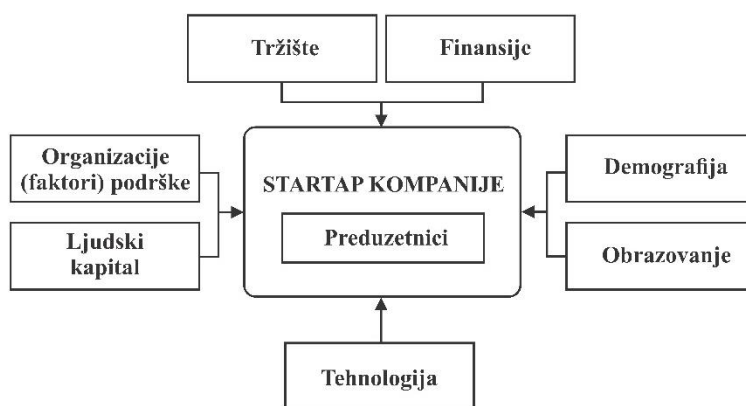 Tržište
Finansije
Organizacije
(faktori) podrške
Ljudski
kapital
STARTAP KOMPANIJE
Preduzetnici
Demografija
Obrazovanje
Tehnologija